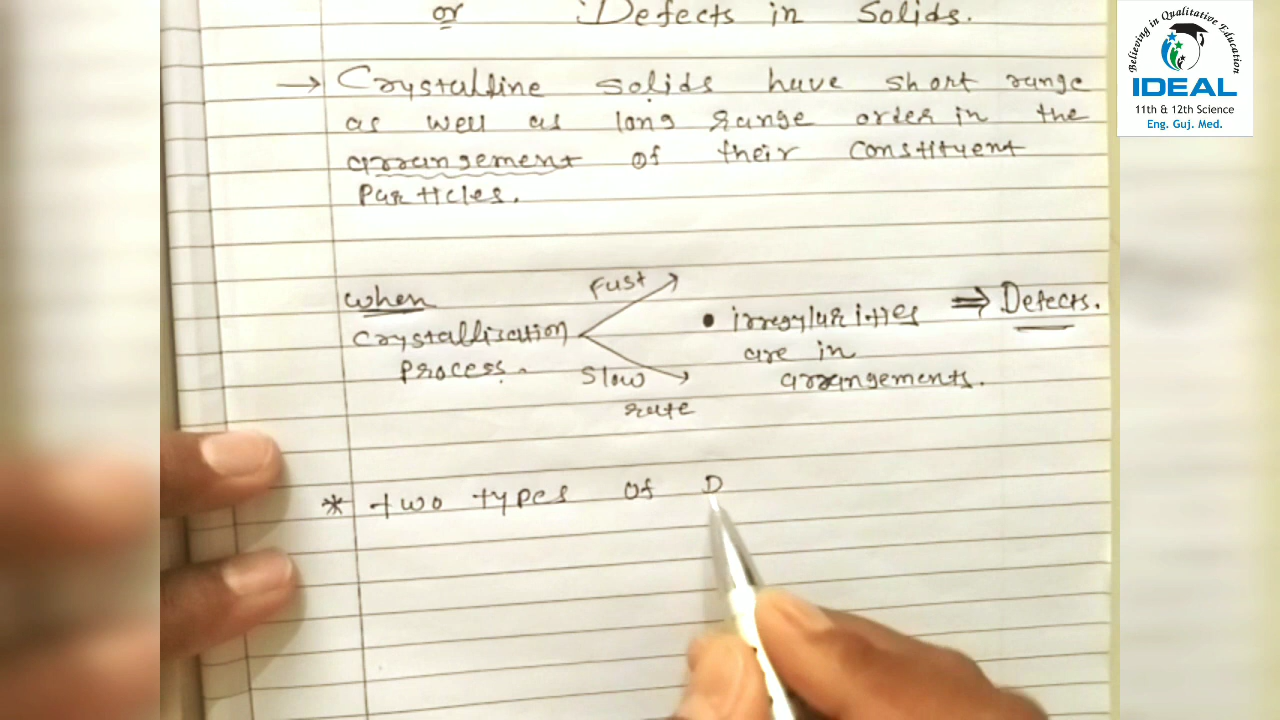 or Defects in Solids.
→ Crystalline solids have short range
as well as long range order in the
arrangement of their constituent
Particles.
when
Crystallisation
Process.
Fast
Slow
rate
• irregularities
are in
arrangements.
⇒ Defects.
* two types of D
Believing in Qualitative Education
IDEAL
11th & 12th Science
Eng. Guj. Med.